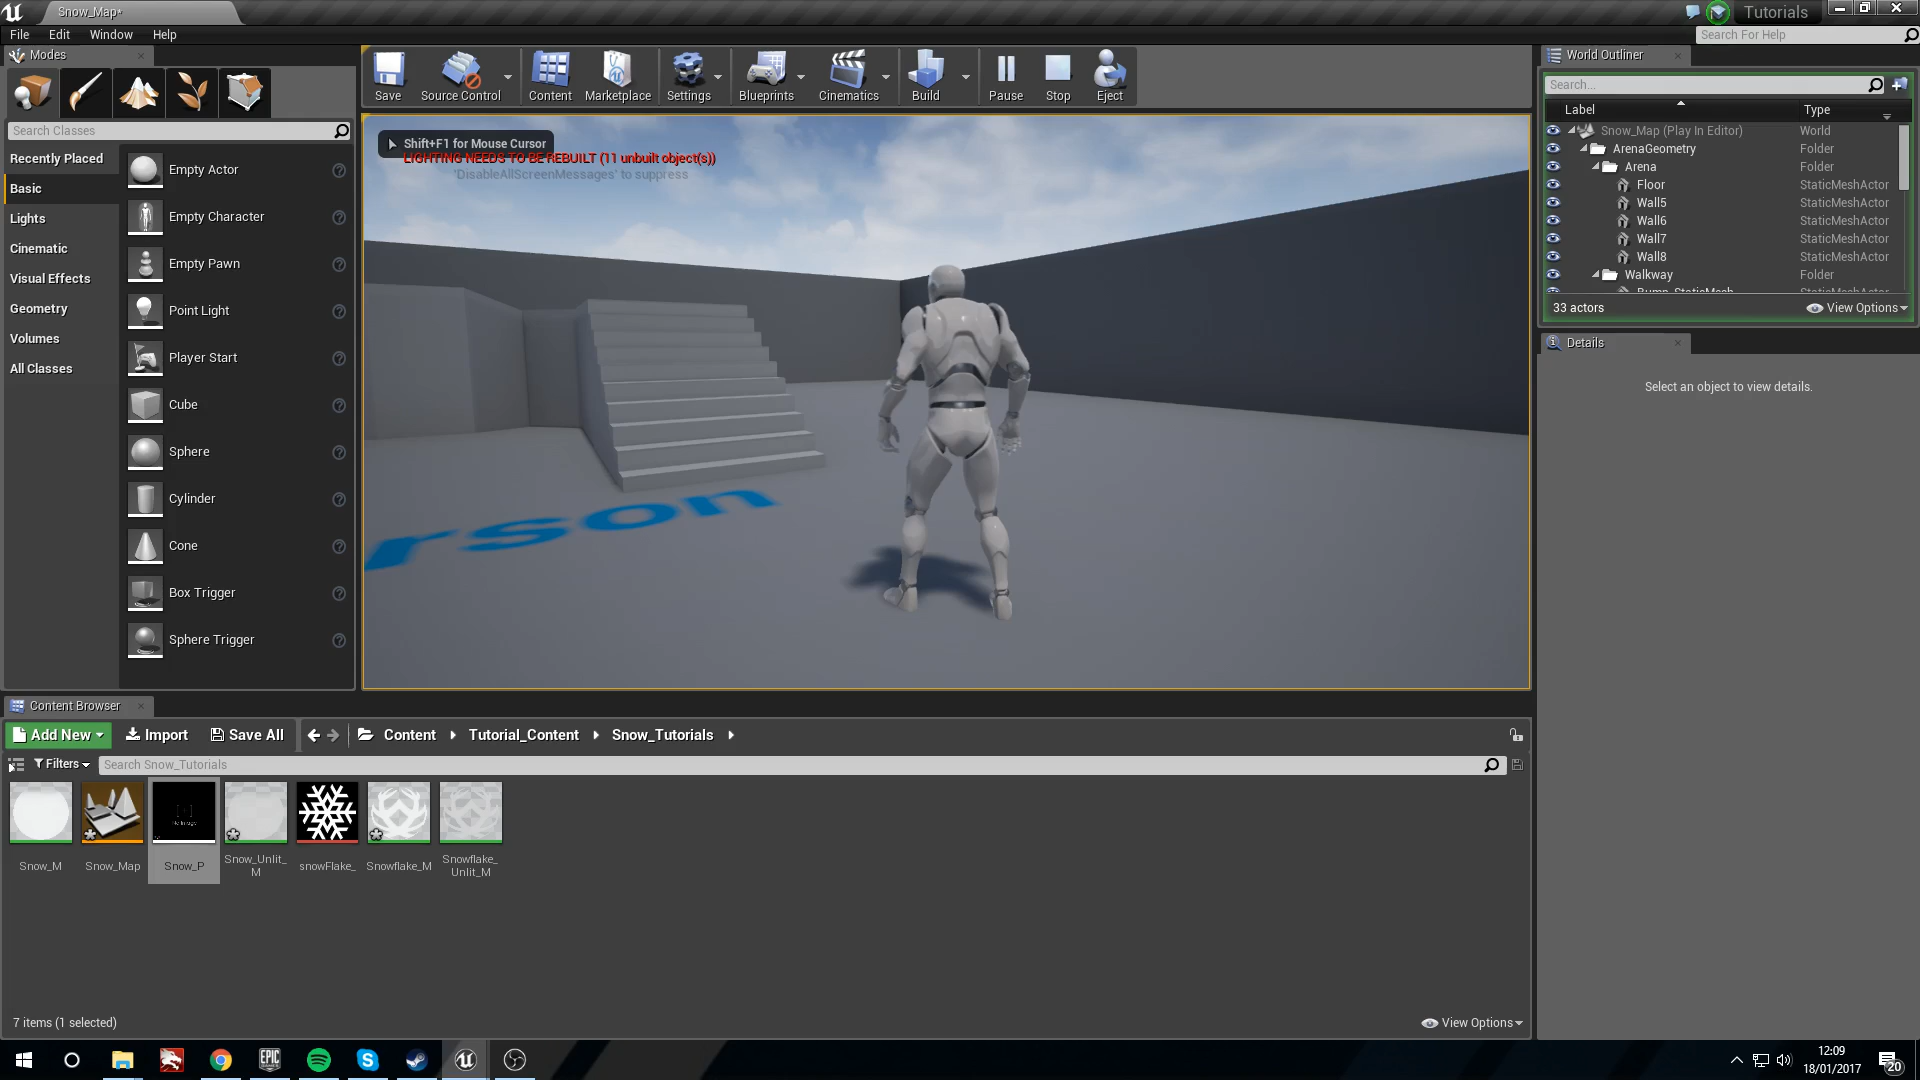 Snow_Map*
Tutorials
File Edit Window Help
Search For Help
Modes
Save Source Control Content Marketplace Settings Blueprints Cinematics Build Pause Stop Eject
World Outliner
Search...
Label Type
Search Classes
Recently Placed
Basic
Lights
Cinematic
Visual Effects
Geometry
Volumes
All Classes
Empty Actor
Empty Character
Empty Pawn
Point Light
Player Start
Cube
Sphere
Cylinder
Cone
Box Trigger
Sphere Trigger
Shift+F1 for Mouse Cursor
LIGHTING NEEDS TO BE REBUILT (11 unbuilt object(s))
'DisableAllScreenMessages' to suppress
rson
Snow_Map (Play In Editor) World
ArenaGeometry Folder
Arena Folder
Floor StaticMeshActor
Wall5 StaticMeshActor
Wall6 StaticMeshActor
Wall7 StaticMeshActor
Wall8 StaticMeshActor
Walkway Folder
Bump_StaticMesh StaticMeshActor
33 actors View Options
Details
Select an object to view details.
Content Browser
Add New Import Save All Content Tutorial_Content Snow_Tutorials
Filters Search Snow_Tutorials
Snow_M
Snow_Map
Snow_P
Snow_Unlit_
M
snowFlake_
Snowflake_M
Snowflake_
Unlit_M
7 items (1 selected)
View Options
EPIC
12:09
18/01/2017
20